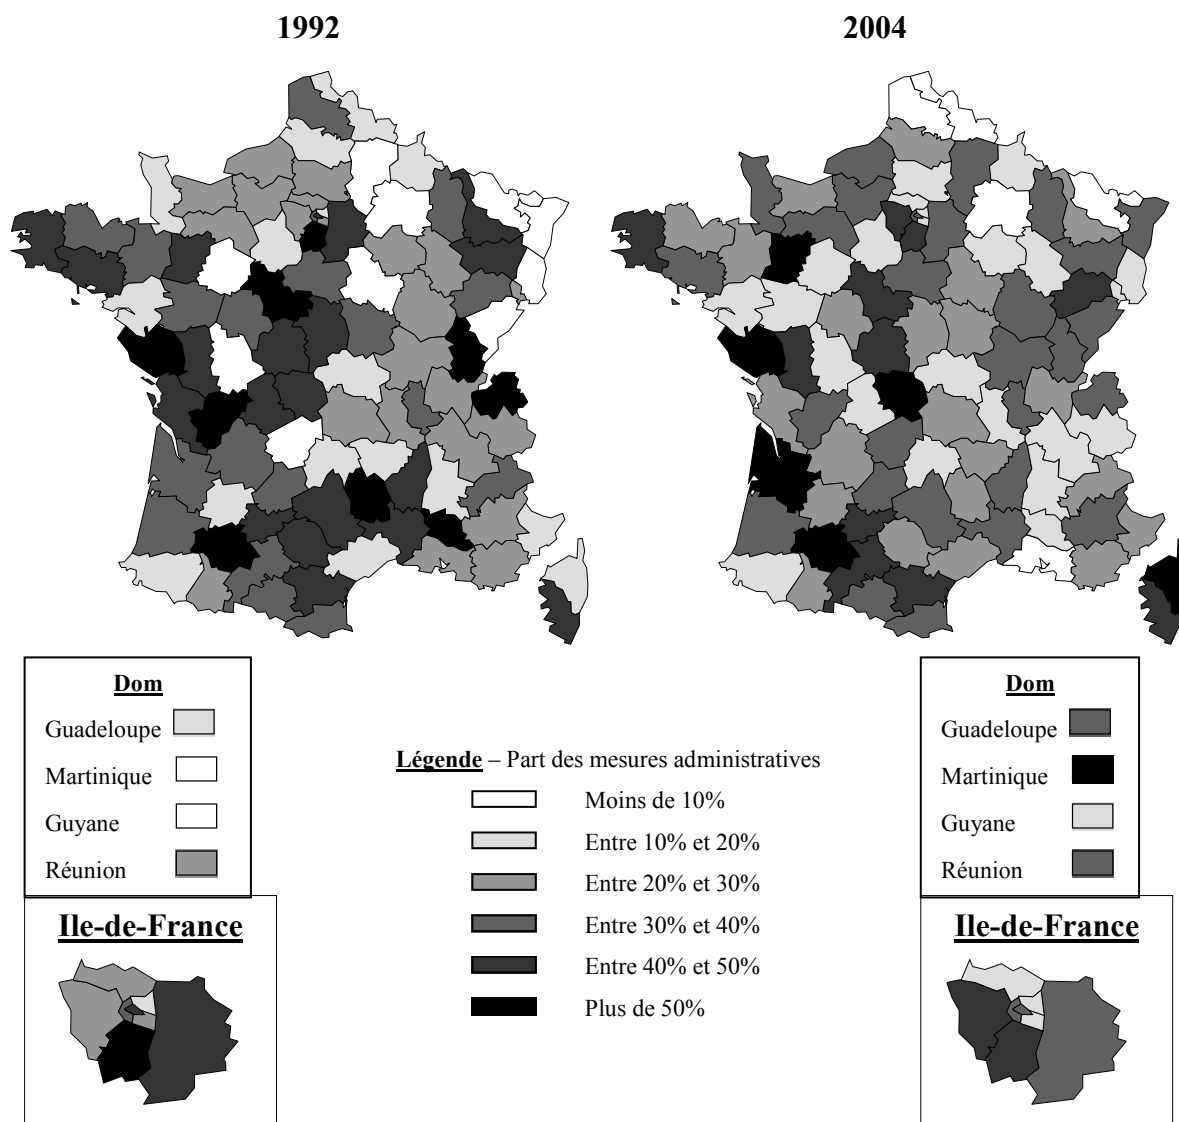 1992
2004
Dom
Guadeloupe
Martinique
Guyane
Réunion
Légende – Part des mesures administratives
Moins de 10%
Entre 10% et 20%
Entre 20% et 30%
Entre 30% et 40%
Entre 40% et 50%
Plus de 50%
Dom
Guadeloupe
Martinique
Guyane
Réunion
Ile-de-France
Ile-de-France